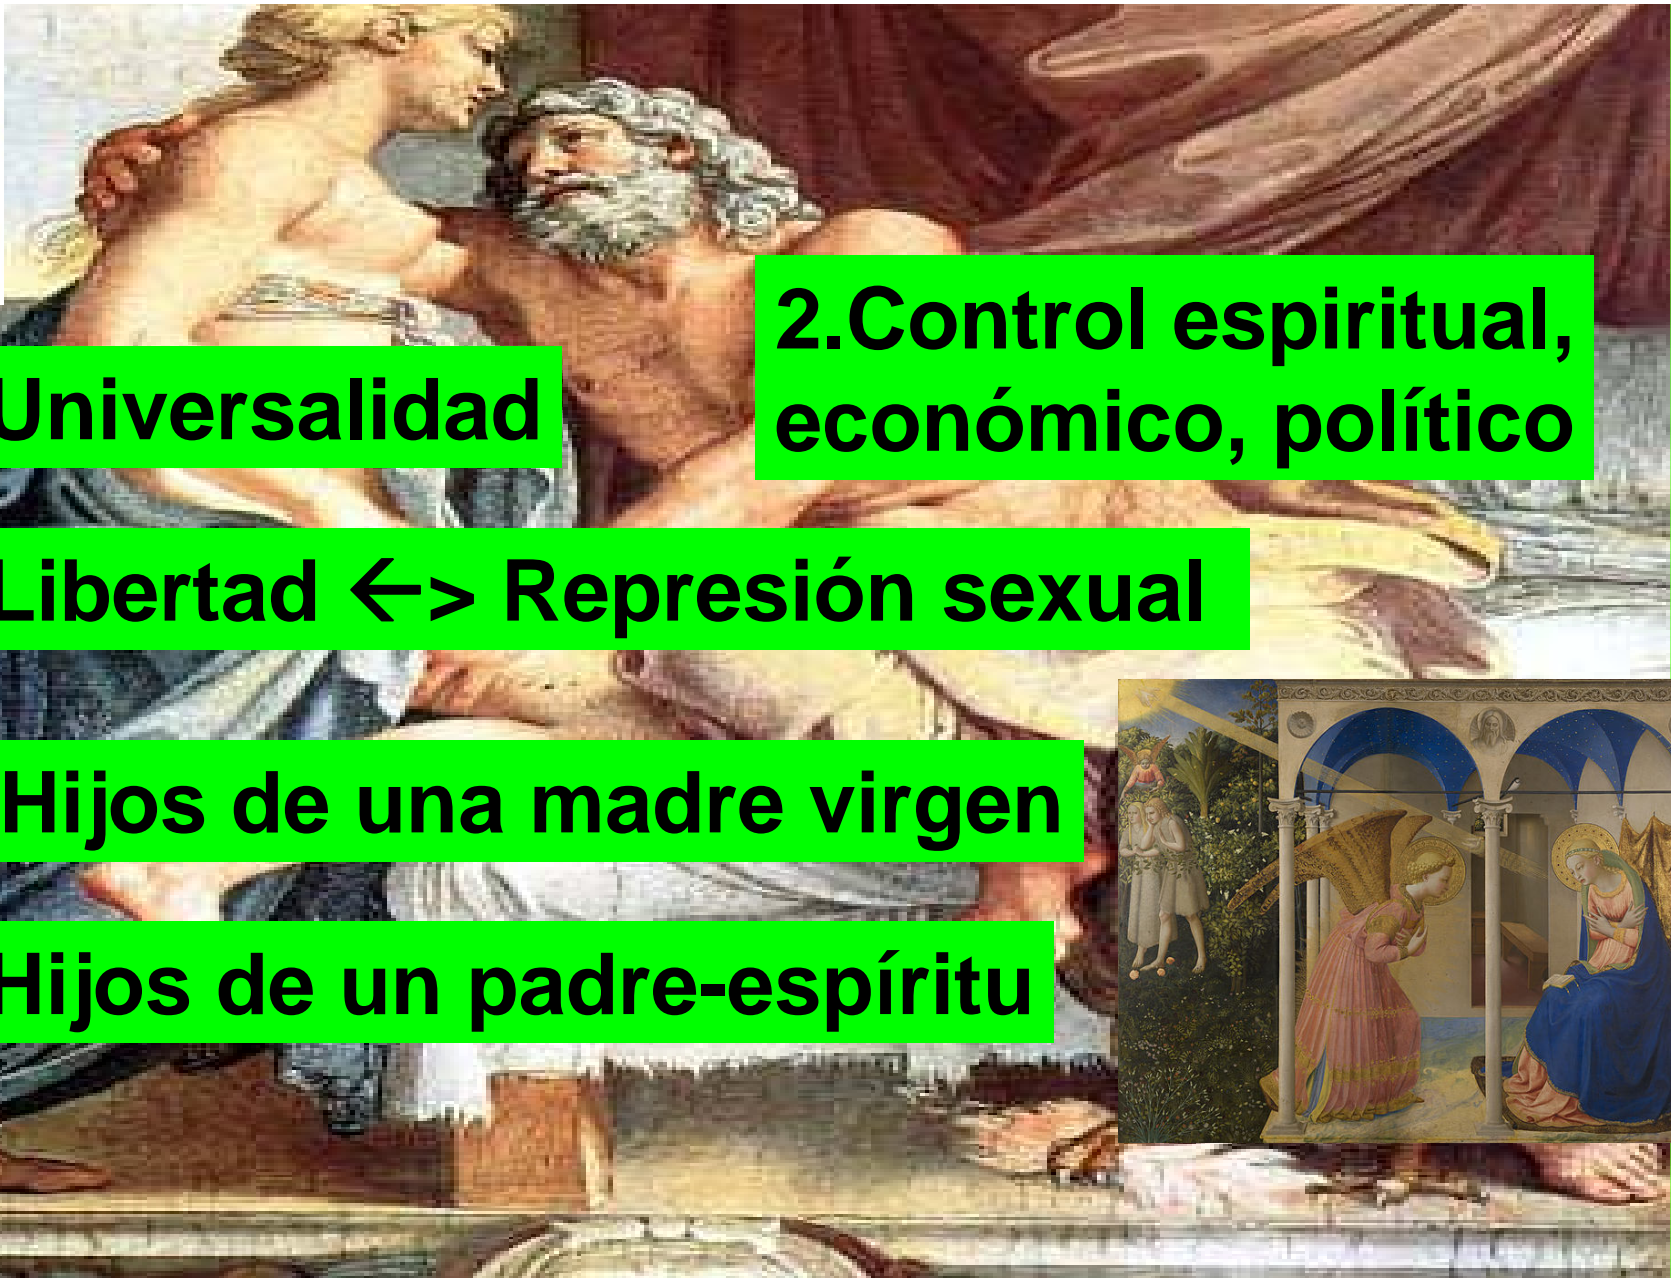 2.Control espiritual,
económico, político
Universalidad
Libertad ←> Represión sexual
Hijos de una madre virgen
Hijos de un padre-espíritu